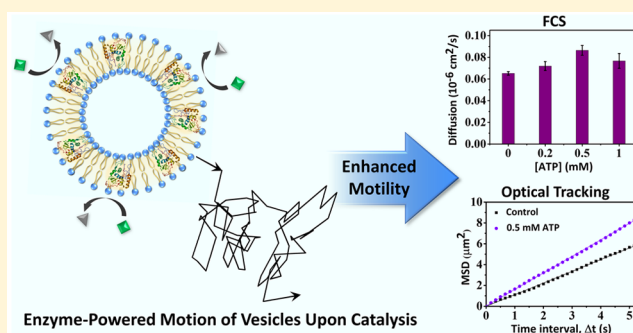 Enhanced
Motility
Enzyme-Powered Motion of Vesicles Upon Catalysis
FCS
Diffusion (10⁻⁶ cm²/s)
0.10
0.08
0.06
0.04
0.02
0.00
0 0.2 0.5 1
[ATP] (mM)
Optical Tracking
Control
0.5 mM ATP
MSD (μm²)
10
8
6
4
2
0
0 1 2 3 4 5
Time interval, Δt (s)